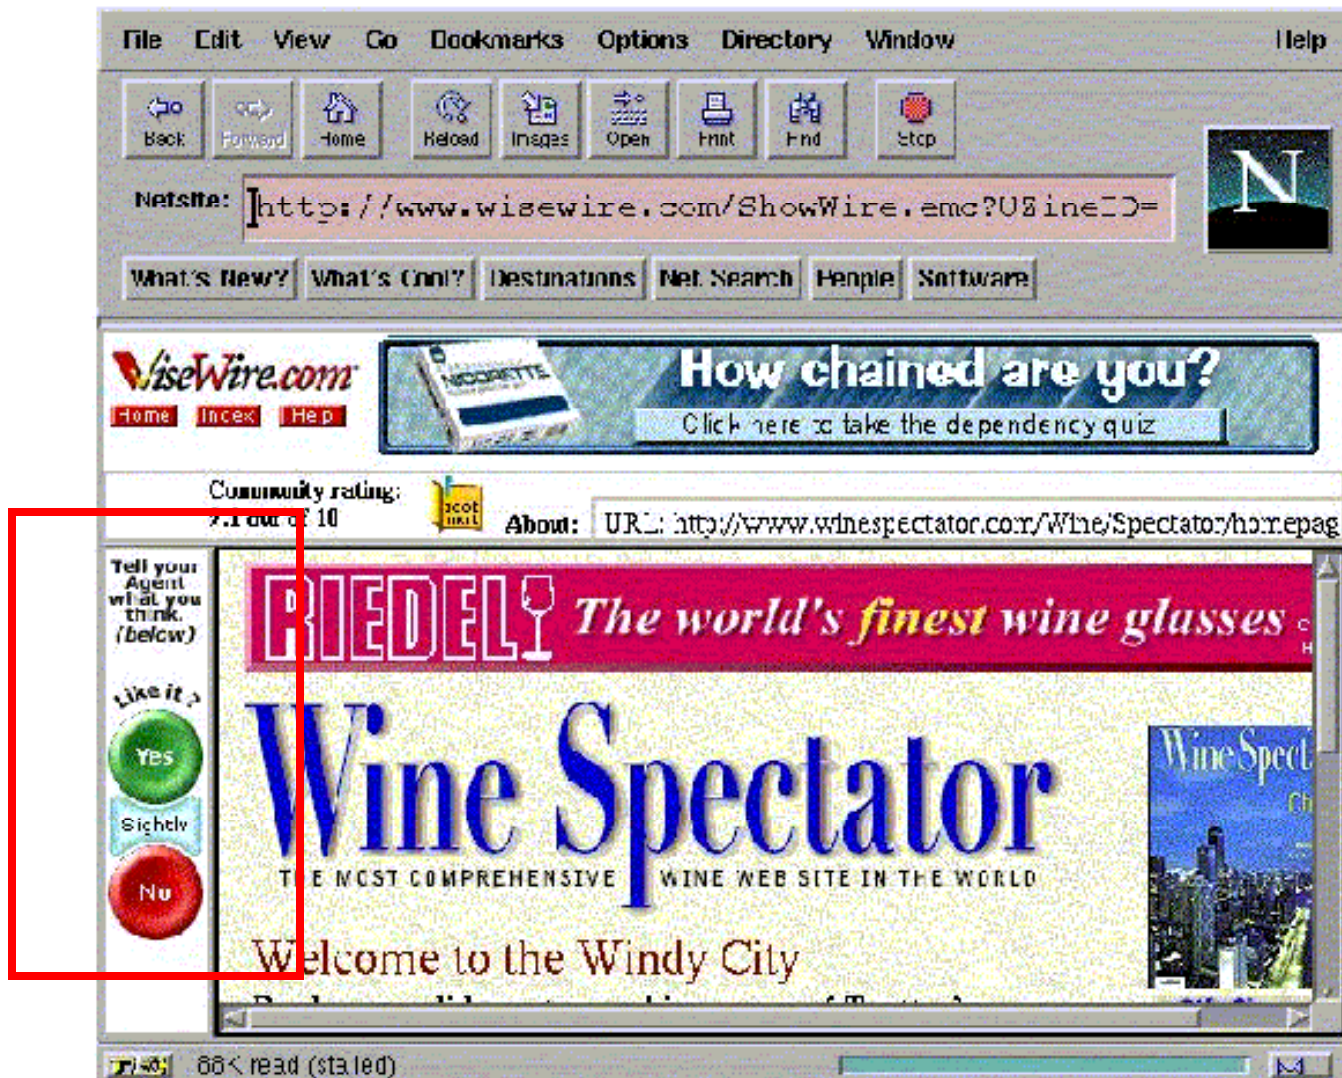 File Edit View Go Bookmarks Options Directory Window Help
Back Forward Home Reload Images Open Print Find Stop
N
Netsite: http://www.wisewire.com/ShowWire.emc?UZineID=
What's New? What's Cool? Destinations Net Search People Software
WiseWire.com
Home Index Help
NICORETTE
How chained are you?
Click here to take the dependency quiz
Community rating:
out of 10
About: URL: http://www.winespectator.com/Wine/Spectator/homepag
Tell your
Agent
what you
think.
(below)
Like it?
Yes
Slightly
No
RIEDEL The world's finest wine glasses
Wine Spectator
THE MOST COMPREHENSIVE WINE WEB SITE IN THE WORLD
Wine Spect
Ch
Welcome to the Windy City
88K read (stalled)